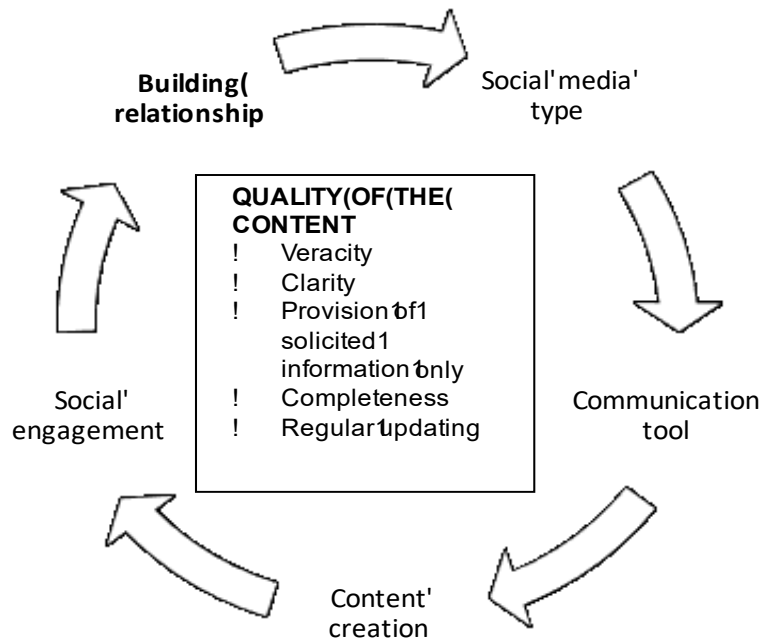 Building(
relationship
Social'media'
type
QUALITY(OF(THE(
CONTENT
! Veracity
! Clarity
! Provision1of1
solicited1
information1only
! Completeness
! Regular1updating
Social'
engagement
Communication
tool
Content'
creation